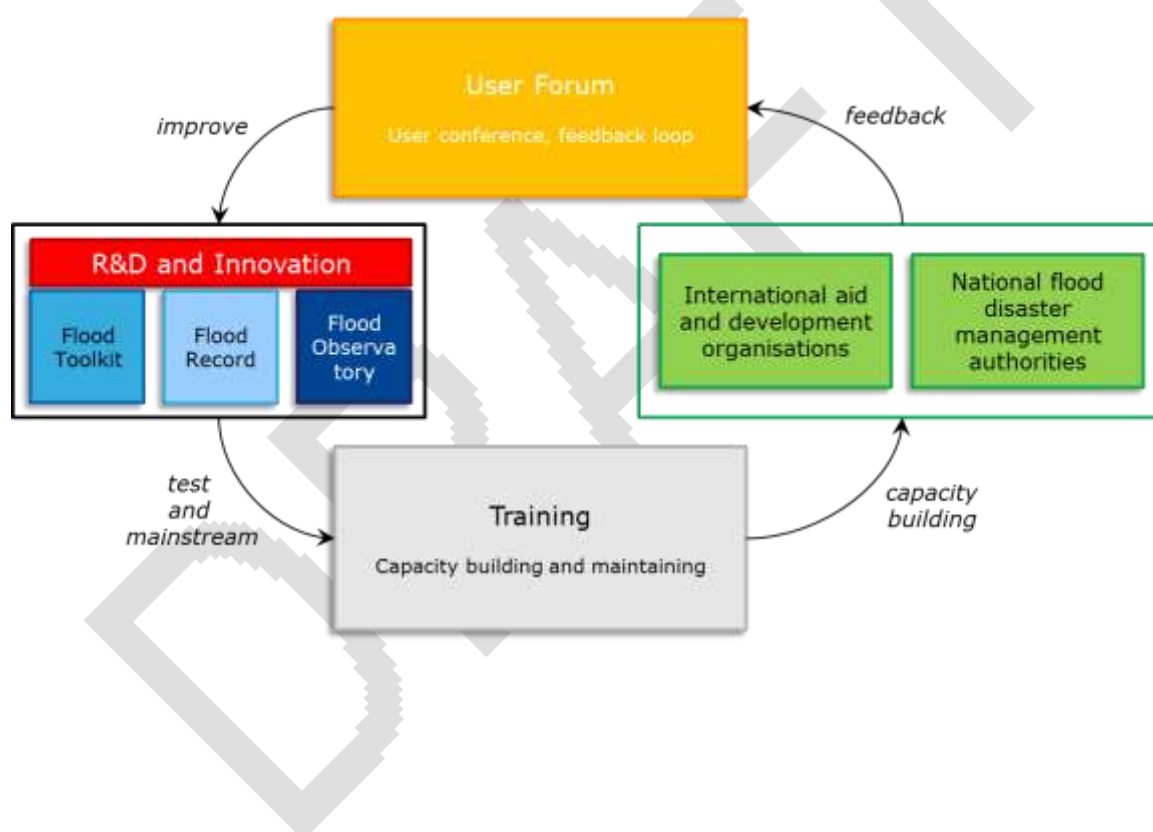 User Forum
User conference, feedback loop
improve
feedback
R&D and Innovation
Flood
Toolkit
Flood
Record
Flood
Observa
tory
International aid
and development
organisations
National flood
disaster
management
authorities
test
and
mainstream
Training
Capacity building and maintaining
capacity
building
DRAFT